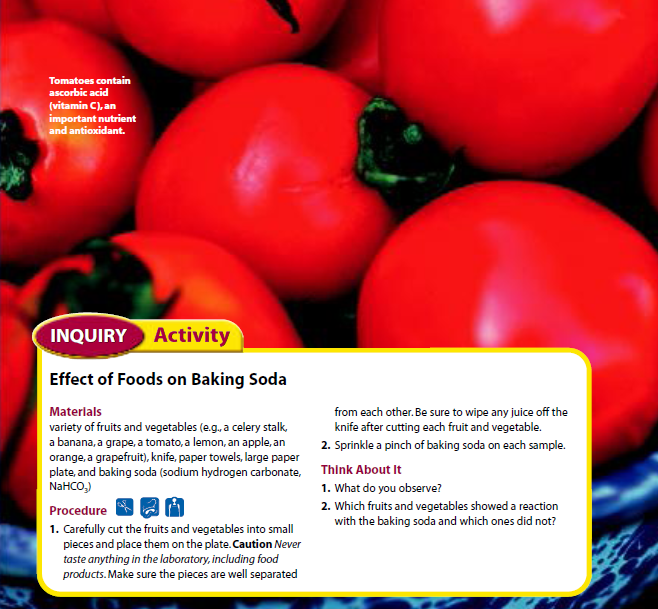 Tomatoes contain
ascorbic acid
(vitamin C), an
important nutrient
and antioxidant.
INQUIRY Activity
Effect of Foods on Baking Soda
Materials
variety of fruits and vegetables (e.g., a celery stalk,
a banana, a grape, a tomato, a lemon, an apple, an
orange, a grapefruit), knife, paper towels, large paper
plate, and baking soda (sodium hydrogen carbonate,
NaHCO₃)
Procedure
1. Carefully cut the fruits and vegetables into small
pieces and place them on the plate. Caution Never
taste anything in the laboratory, including food
products. Make sure the pieces are well separated
from each other. Be sure to wipe any juice off the
knife after cutting each fruit and vegetable.
2. Sprinkle a pinch of baking soda on each sample.
Think About It
1. What do you observe?
2. Which fruits and vegetables showed a reaction
with the baking soda and which ones did not?